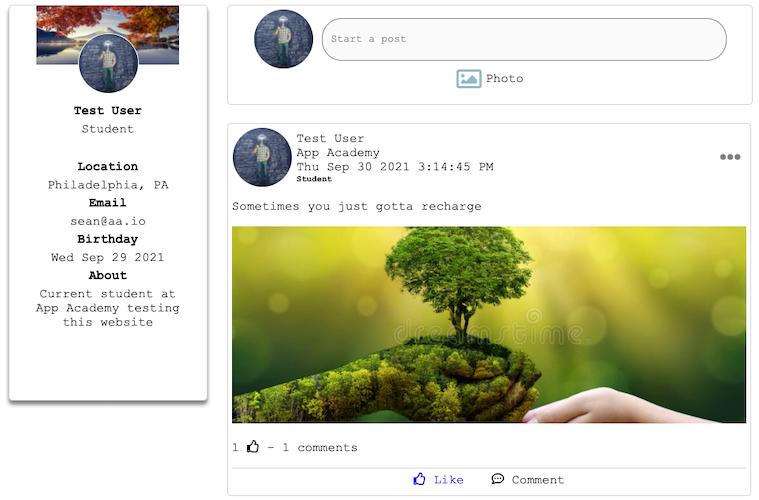 Test User
Student
Location
Philadelphia, PA
Email
sean@aa.io
Birthday
Wed Sep 29 2021
About
Current student at
App Academy testing
this website
Start a post
Photo
Test User
App Academy
Thu Sep 30 2021 3:14:45 PM
Student
Sometimes you just gotta recharge
dreamstime
1 - 1 comments
Like
Comment